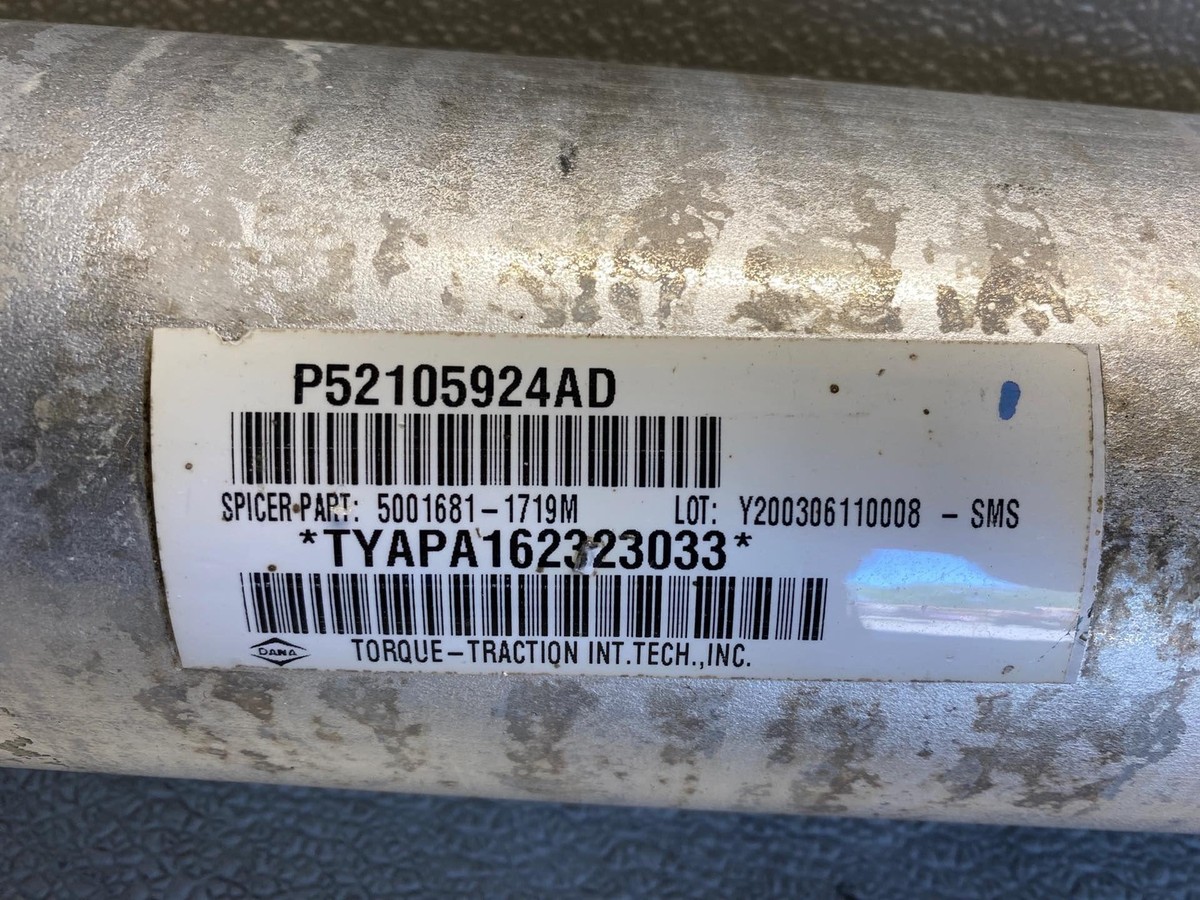 P52105924AD
SPICER PART: 5001681-1719M LOT: Y200306110008 - SMS
*TYAPA162323033*
DANA TORQUE-TRACTION INT.TECH.,INC.